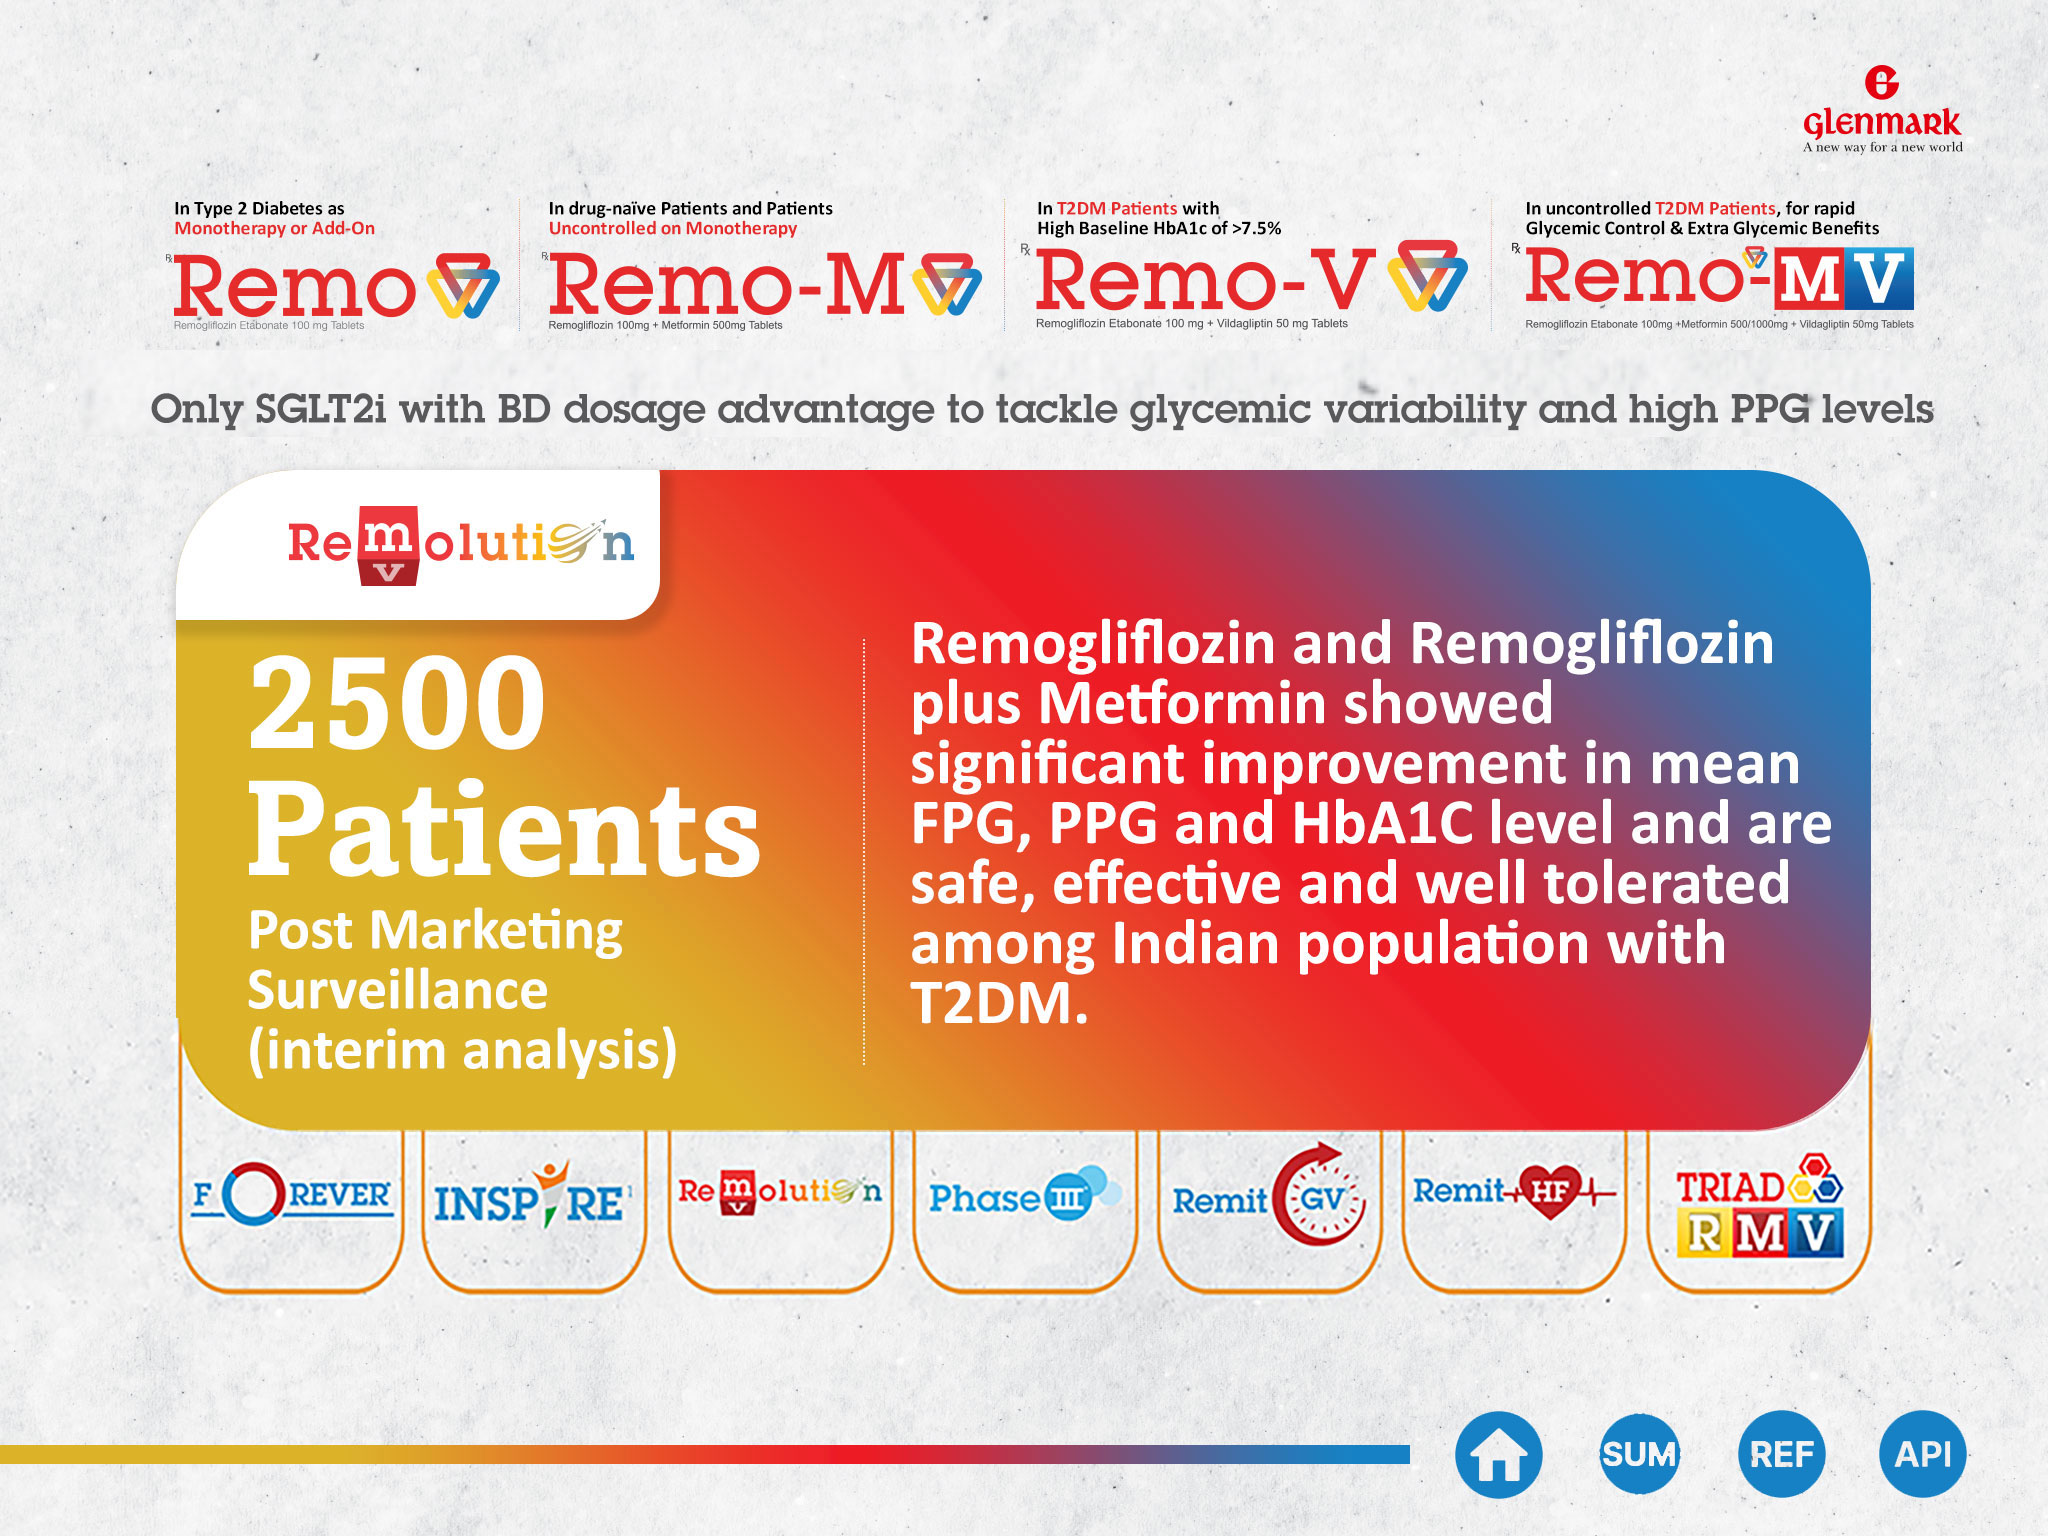 glenmark
A new way for a new world
In Type 2 Diabetes as
Monotherapy or Add-On
Rx Remo
Remogliflozin Etabonate 100 mg Tablets
In drug-naïve Patients and Patients
Uncontrolled on Monotherapy
Rx Remo-M
Remogliflozin 100mg + Metformin 500mg Tablets
In T2DM Patients with
High Baseline HbA1c of >7.5%
Rx Remo-V
Remogliflozin Etabonate 100 mg + Vildagliptin 50 mg Tablets
In uncontrolled T2DM Patients, for rapid
Glycemic Control & Extra Glycemic Benefits
Rx Remo-MV
Remogliflozin Etabonate 100mg +Metformin 500/1000mg + Vildagliptin 50mg Tablets
Only SGLT2i with BD dosage advantage to tackle glycemic variability and high PPG levels
Remolution
v
2500
Patients
Post Marketing
Surveillance
(interim analysis)
Remogliflozin and Remogliflozin
plus Metformin showed
significant improvement in mean
FPG, PPG and HbA1C level and are
safe, effective and well tolerated
among Indian population with
T2DM.
FOREVER
INSPIRE
Remolution
v
Phase III
Remit GV
Remit HF
TRIAD
RMV
SUM
REF
API